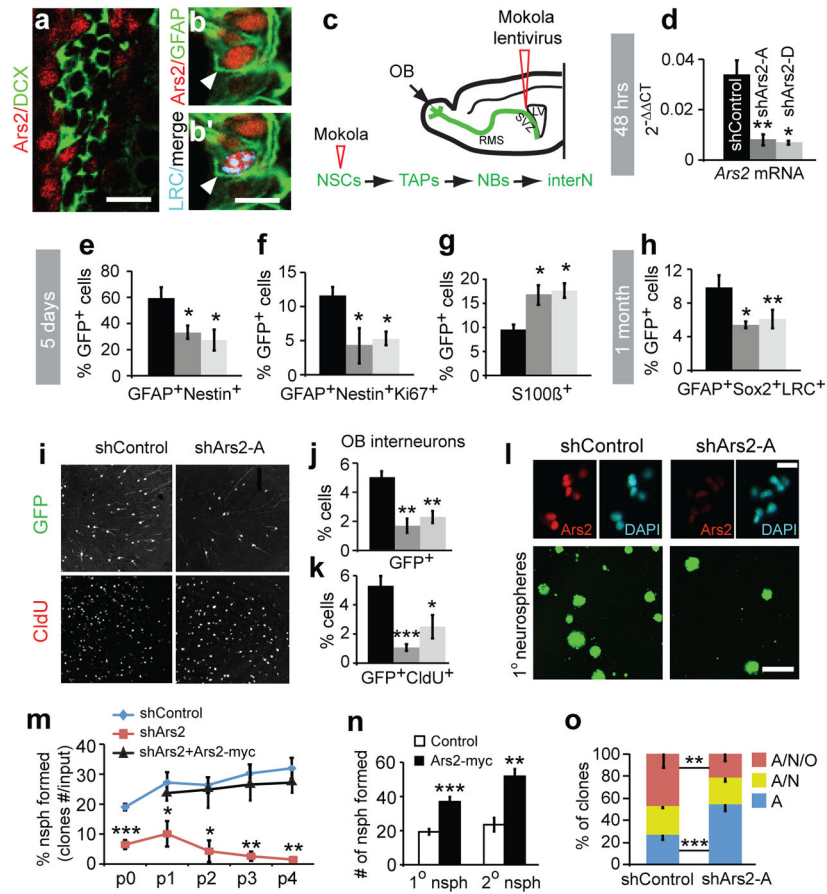 a
Ars2/DCX
b
Ars2/GFAP
b'
LRC/merge
c
Mokola
lentivirus
OB
LV
SVZ
RMS
Mokola
NSCs
TAPs
NBs
interN
d
48 hrs
2-ΔΔCT
0.04
0.02
0
shControl
shArs2-A
shArs2-D
**
*
Ars2 mRNA
5 days
e
% GFP+ cells
80
60
40
20
0
*
*
GFAP+Nestin+
f
% GFP+ cells
15
10
5
0
*
*
GFAP+Nestin+Ki67+
g
% GFP+ cells
20
15
10
5
0
*
*
S100ß+
1 month
h
% GFP+ cells
12
8
4
0
*
**
GFAP+Sox2+LRC+
i
shControl
shArs2-A
GFP
CldU
OB interneurons
j
% cells
6
4
2
0
**
**
GFP+
k
% cells
6
4
2
0
***
*
GFP+CldU+
l
shControl
shArs2-A
Ars2
DAPI
Ars2
DAPI
1o neurospheres
m
shControl
shArs2
shArs2+Ars2-myc
% nsph formed
(clones #/input)
40
30
20
10
0
***
*
*
**
**
p0
p1
p2
p3
p4
n
Control
Ars2-myc
# of nsph formed
60
40
20
0
***
**
1o nsph
2o nsph
o
% of clones
100
80
60
40
20
0
**
***
A/N/O
A/N
A
shControl
shArs2-A